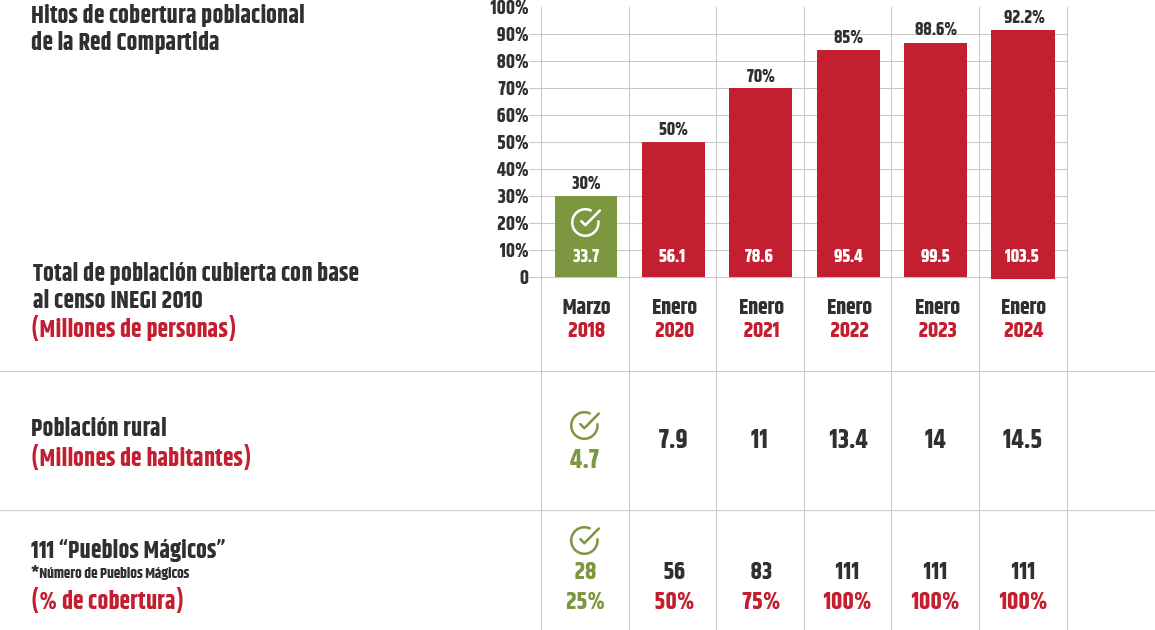 Hitos de cobertura poblacional
de la Red Compartida
100%
90%
80%
70%
60%
50%
40%
30%
20%
10%
0
30%
50%
70%
85%
88.6%
92.2%
33.7
56.1
78.6
95.4
99.5
103.5
Total de población cubierta con base
al censo INEGI 2010
(Millones de personas)
Marzo
2018
Enero
2020
Enero
2021
Enero
2022
Enero
2023
Enero
2024
Población rural
(Millones de habitantes)
4.7
7.9
11
13.4
14
14.5
111 “Pueblos Mágicos”
*Número de Pueblos Mágicos
(% de cobertura)
28
25%
56
50%
83
75%
111
100%
111
100%
111
100%